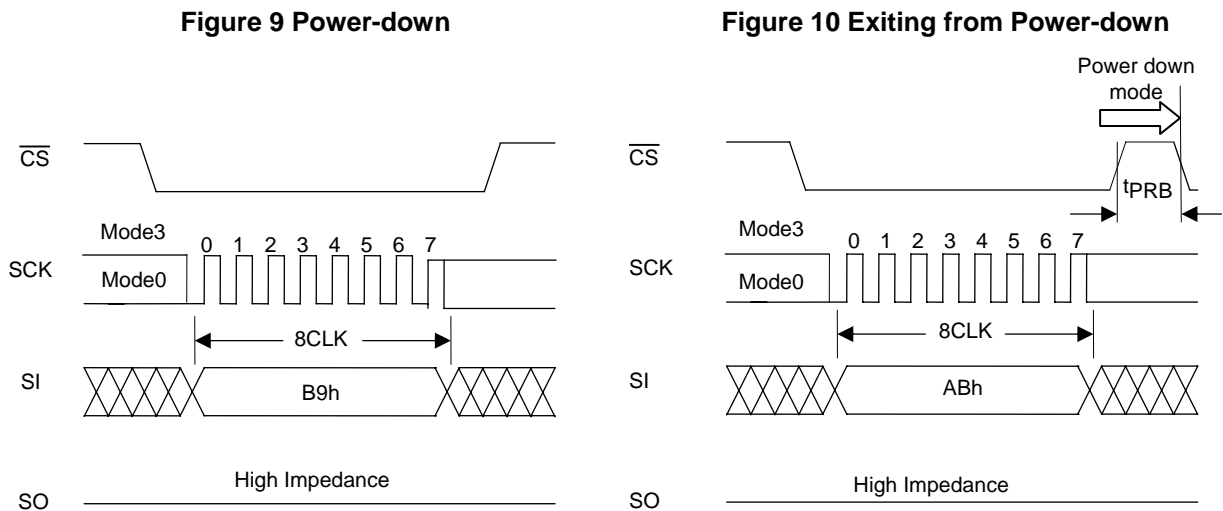 Figure 9 Power-down
CS
Mode3
SCK
0 1 2 3 4 5 6 7
Mode0
8CLK
SI
B9h
High Impedance
SO
Figure 10 Exiting from Power-down
Power down
mode
CS
tPRB
Mode3
SCK
0 1 2 3 4 5 6 7
Mode0
8CLK
SI
ABh
High Impedance
SO